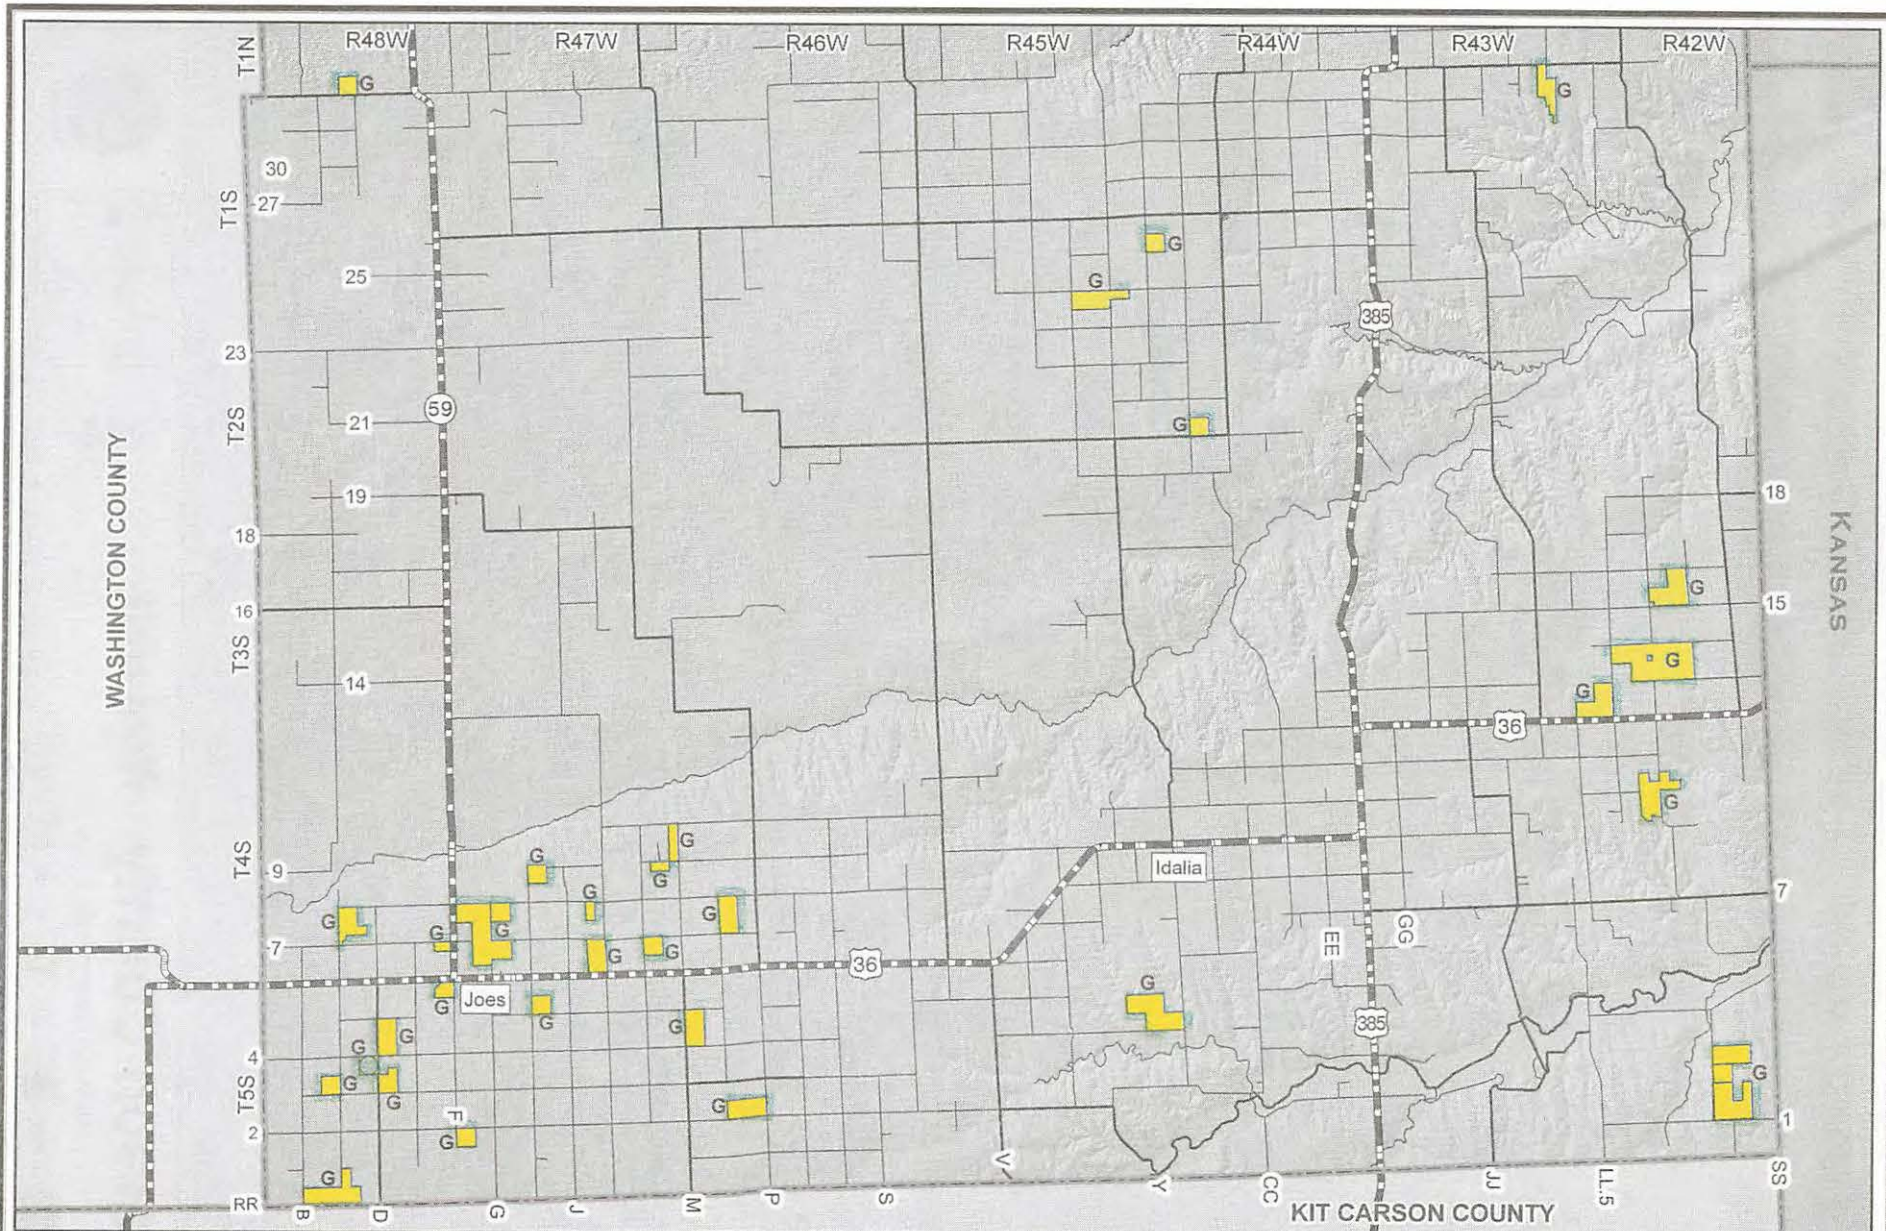 R48W R47W R46W R45W R44W R43W R42W
T1N
G
G
30
T1S
27
G
G
25
385
23
59
21
T2S
G
WASHINGTON COUNTY
KANSAS
19
18
18
G
15
16
T3S
G
14
G
36
G
T4S
9
G
G
G
Idalia
7
G
G
G
G
G
G
G
7
G
EE
GG
36
G
Joes
G
G
G
385
G
G
4
G
G
T5S
G
G
F
G
2
1
G
RR
B
D
G
J
M
P
S
V
Y
CC
JJ
LL.5
SS
KIT CARSON COUNTY